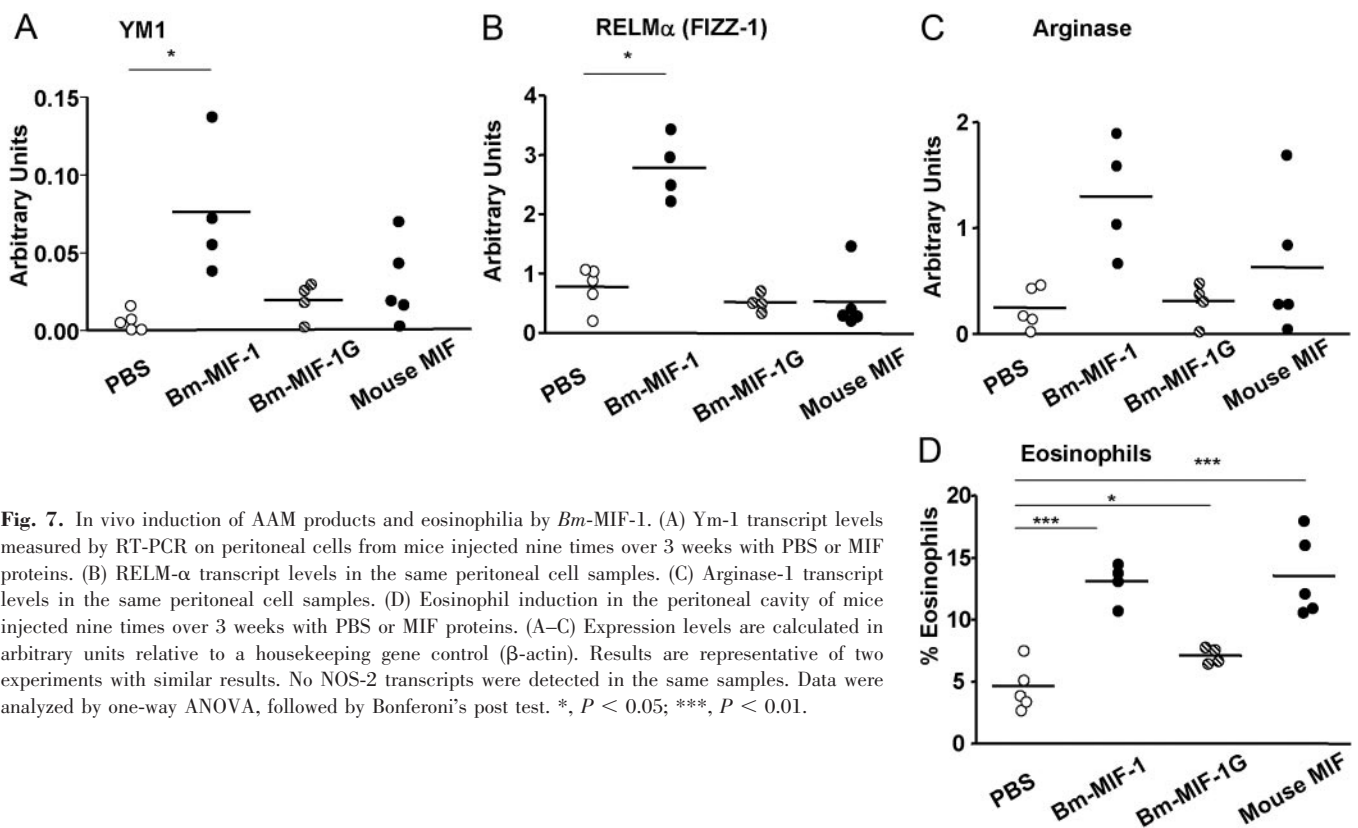 A YM1
*
Arbitrary Units
0.15
0.10
0.05
0.00
PBS
Bm-MIF-1
Bm-MIF-1G
Mouse MIF
B RELMα (FIZZ-1)
*
Arbitrary Units
4
3
2
1
0
PBS
Bm-MIF-1
Bm-MIF-1G
Mouse MIF
C Arginase
Arbitrary Units
2
1
0
PBS
Bm-MIF-1
Bm-MIF-1G
Mouse MIF
D Eosinophils
***
*
***
% Eosinophils
20
15
10
5
0
PBS
Bm-MIF-1
Bm-MIF-1G
Mouse MIF
Fig. 7. In vivo induction of AAM products and eosinophilia by Bm-MIF-1. (A) Ym-1 transcript levels
measured by RT-PCR on peritoneal cells from mice injected nine times over 3 weeks with PBS or MIF
proteins. (B) RELM-α transcript levels in the same peritoneal cell samples. (C) Arginase-1 transcript
levels in the same peritoneal cell samples. (D) Eosinophil induction in the peritoneal cavity of mice
injected nine times over 3 weeks with PBS or MIF proteins. (A–C) Expression levels are calculated in
arbitrary units relative to a housekeeping gene control (β-actin). Results are representative of two
experiments with similar results. No NOS-2 transcripts were detected in the same samples. Data were
analyzed by one-way ANOVA, followed by Bonferoni's post test. *, P < 0.05; ***, P < 0.01.